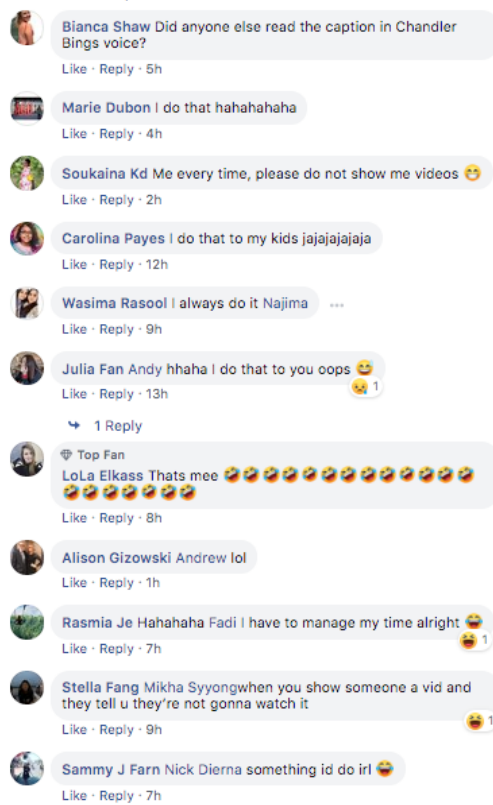 Bianca Shaw Did anyone else read the caption in Chandler
Bings voice?
Like · Reply · 5h
Marie Dubon I do that hahahahaha
Like · Reply · 4h
Soukaina Kd Me every time, please do not show me videos 😁
Like · Reply · 2h
Carolina Payes I do that to my kids jajajajajaja
Like · Reply · 12h
Wasima Rasool I always do it Najima
Like · Reply · 9h
Julia Fan Andy hhaha I do that to you oops 😅
1
Like · Reply · 13h
1 Reply
Top Fan
LoLa Elkass Thats mee 🤣🤣🤣🤣🤣🤣🤣🤣🤣🤣🤣🤣🤣
🤣🤣🤣🤣🤣🤣🤣
Like · Reply · 8h
Alison Gizowski Andrew lol
Like · Reply · 1h
Rasmia Je Hahahaha Fadi I have to manage my time alright 😂
1
Like · Reply · 7h
Stella Fang Mikha Syyongwhen you show someone a vid and
they tell u they're not gonna watch it
1
Like · Reply · 9h
Sammy J Farn Nick Dierna something id do irl 😂
Like · Reply · 7h